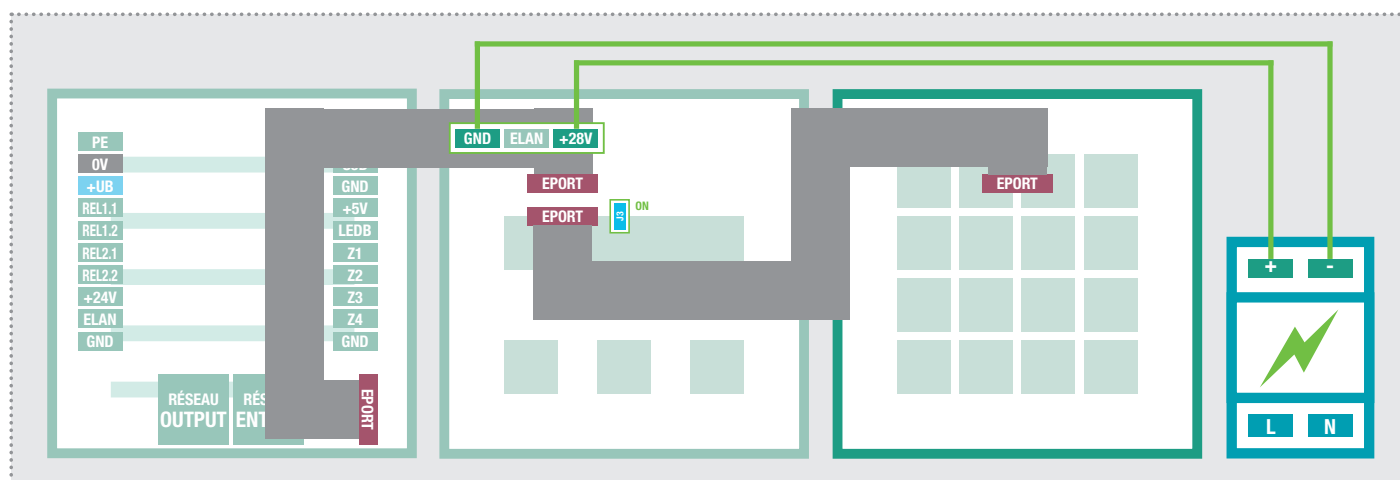 PE
0V
+UB
REL1.1
REL1.2
REL2.1
REL2.2
+24V
ELAN
GND
GND
+5V
LEDB
Z1
Z2
Z3
Z4
GND
RÉSEAU
OUTPUT
EPORT
GND ELAN +28V
EPORT
EPORT
J3
ON
EPORT
+ -
L N